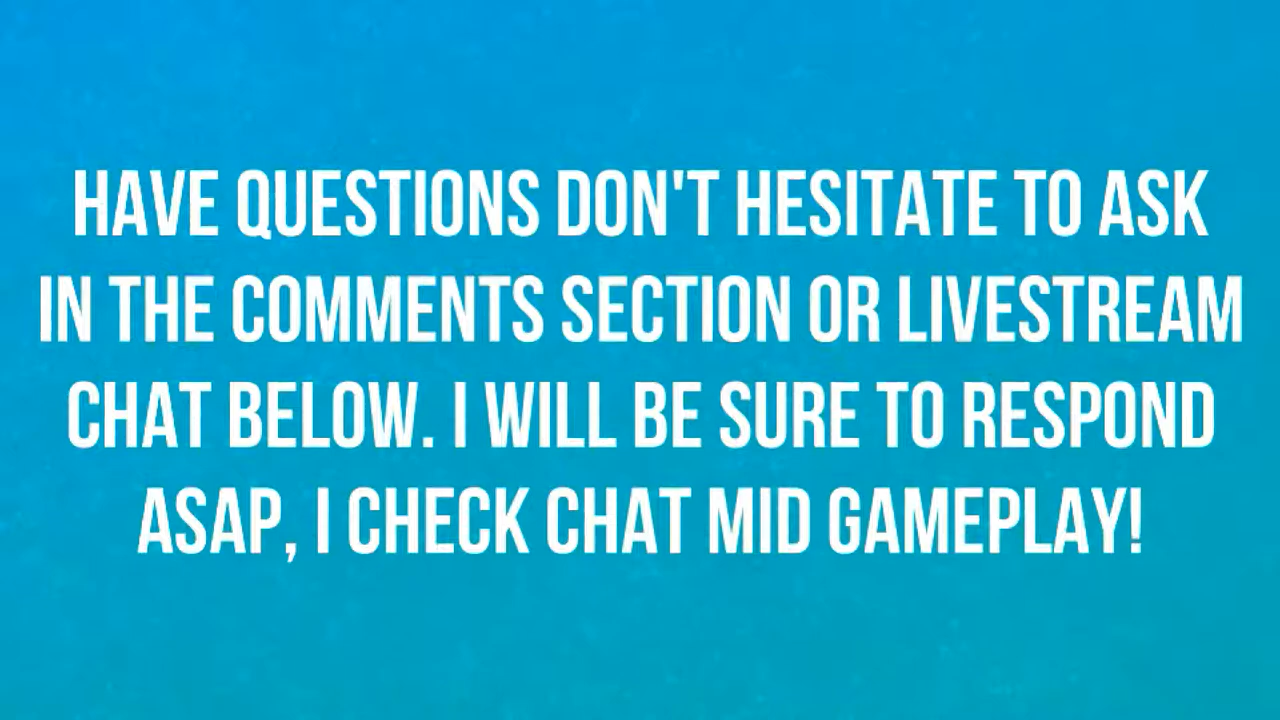 HAVE QUESTIONS DON'T HESITATE TO ASK
IN THE COMMENTS SECTION OR LIVESTREAM
CHAT BELOW. I WILL BE SURE TO RESPOND
ASAP, I CHECK CHAT MID GAMEPLAY!